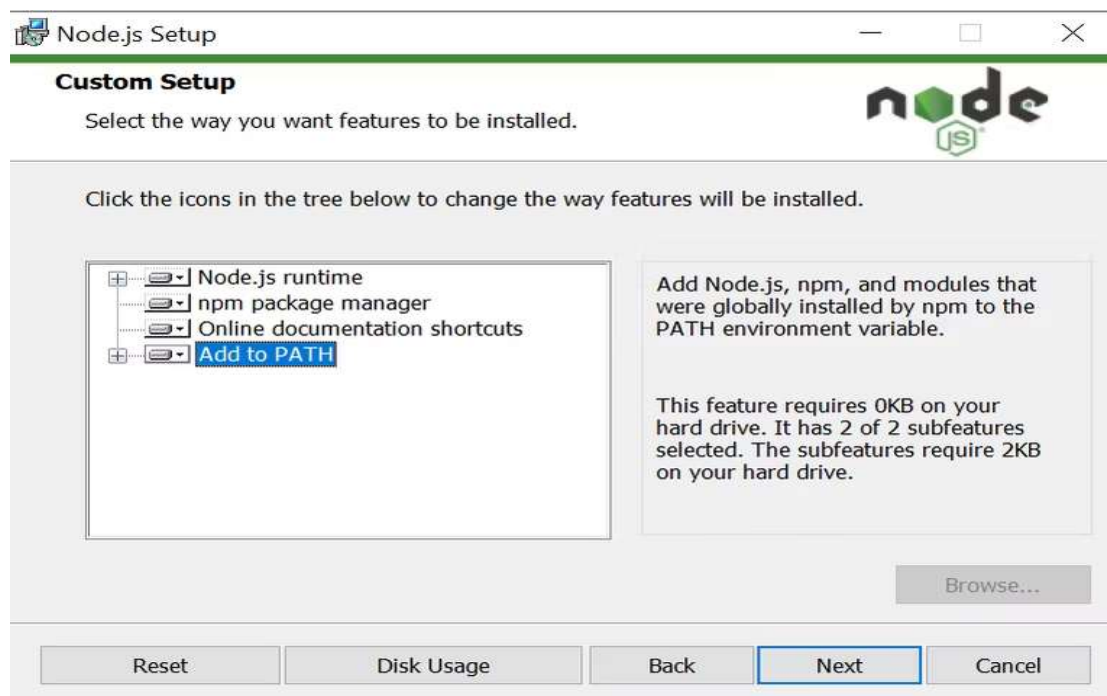 Node.js Setup
Custom Setup
Select the way you want features to be installed.
node
JS
Click the icons in the tree below to change the way features will be installed.
Node.js runtime
npm package manager
Online documentation shortcuts
Add to PATH
Add Node.js, npm, and modules that
were globally installed by npm to the
PATH environment variable.
This feature requires 0KB on your
hard drive. It has 2 of 2 subfeatures
selected. The subfeatures require 2KB
on your hard drive.
Browse...
Reset
Disk Usage
Back
Next
Cancel